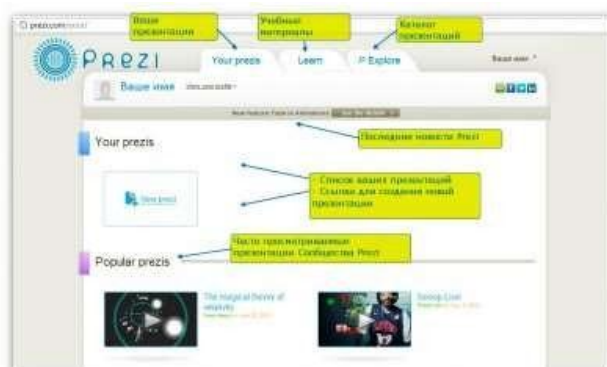 prezi.com
Ваши
презентации
Учебные
материалы
Каталог
презентаций
PREZI
Your prezis
Learn
Explore
Ваше имя
Ваше имя
Последние новости Prezi
Your prezis
New prezi
- Список ваших презентаций
- Ссылки для создания новой
презентации
Часто просматриваемые
презентации Сообщества Prezi
Popular prezis
The magical theory of
relativity